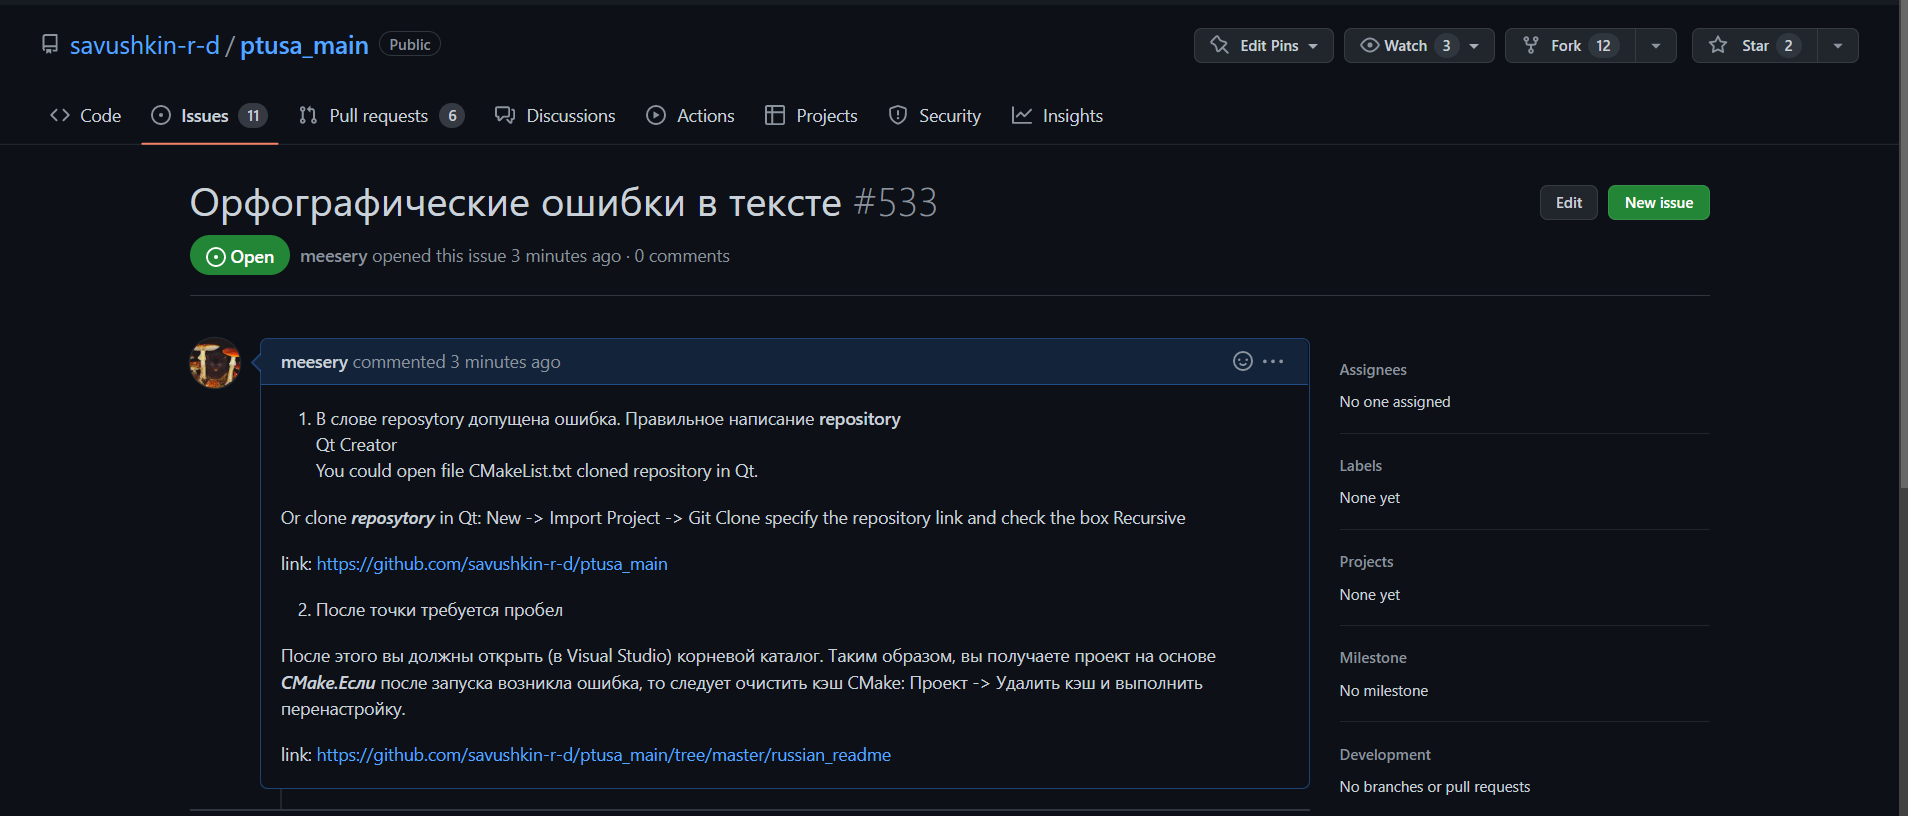 savushkin-r-d / ptusa_main Public
Edit Pins
Watch 3
Fork 12
Star 2
Code
Issues 11
Pull requests 6
Discussions
Actions
Projects
Security
Insights
Орфографические ошибки в тексте #533
Edit
New issue
Open
meesery opened this issue 3 minutes ago · 0 comments
meesery commented 3 minutes ago
1. В слове reposytory допущена ошибка. Правильное написание repository
Qt Creator
You could open file CMakeList.txt cloned repository in Qt.
Or clone reposytory in Qt: New -> Import Project -> Git Clone specify the repository link and check the box Recursive
link: https://github.com/savushkin-r-d/ptusa_main
2. После точки требуется пробел
После этого вы должны открыть (в Visual Studio) корневой каталог. Таким образом, вы получаете проект на основе
CMake.Если после запуска возникла ошибка, то следует очистить кэш CMake: Проект -> Удалить кэш и выполнить
перенастройку.
link: https://github.com/savushkin-r-d/ptusa_main/tree/master/russian_readme
Assignees
No one assigned
Labels
None yet
Projects
None yet
Milestone
No milestone
Development
No branches or pull requests